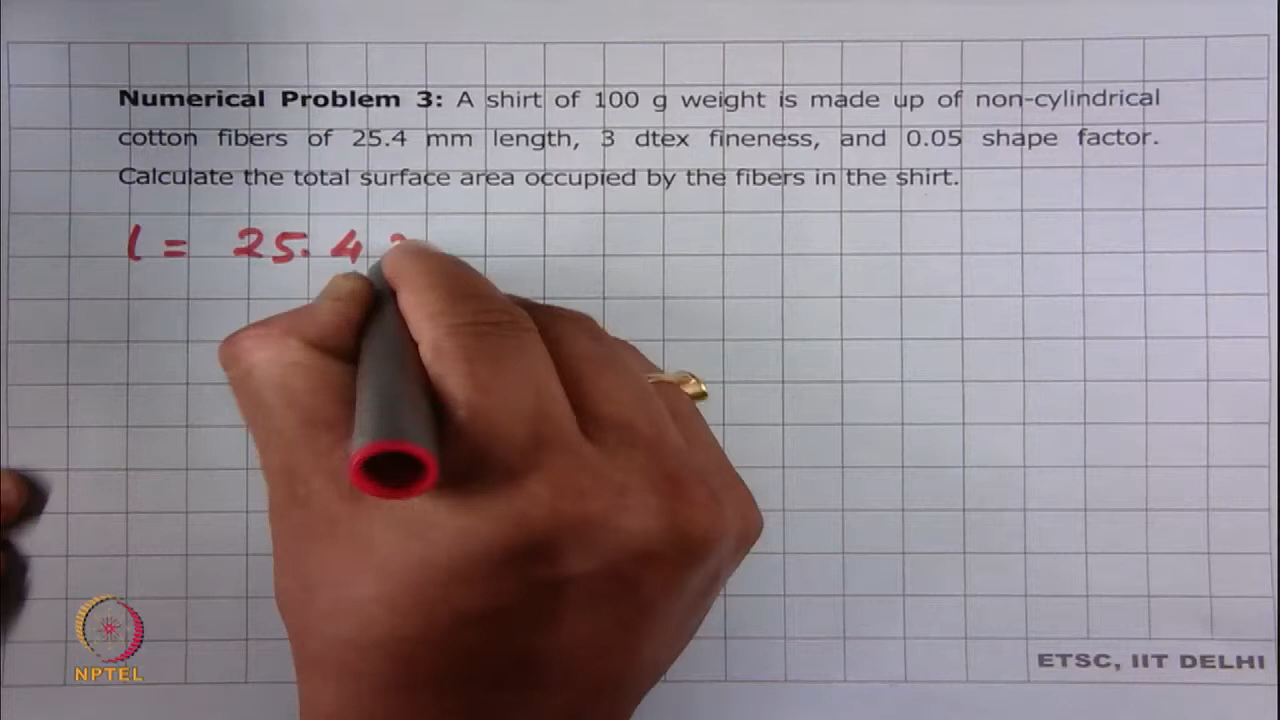 Numerical Problem 3: A shirt of 100 g weight is made up of non-cylindrical
cotton fibers of 25.4 mm length, 3 dtex fineness, and 0.05 shape factor.
Calculate the total surface area occupied by the fibers in the shirt.
l = 25.4
NPTEL
ETSC, IIT DELHI